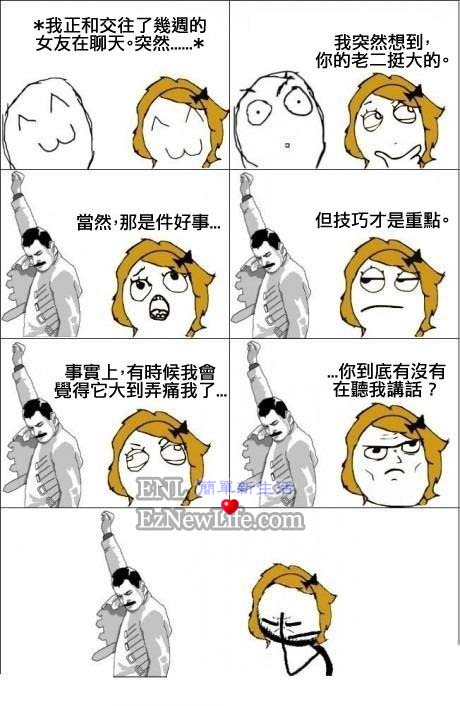 *我正和交往了幾週的
女友在聊天。突然......*
我突然想到,
你的老二挺大的。
當然,那是件好事...
但技巧才是重點。
事實上,有時候我會
覺得它大到弄痛我了...
...你到底有沒有
在聽我講話?
ENL 簡單新生活
EzNewLife.com